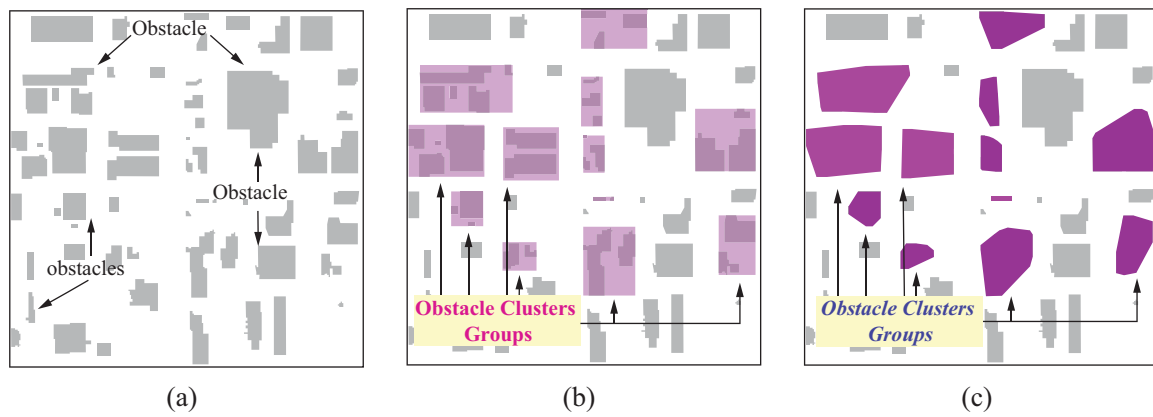 Obstacle
Obstacle
obstacles
(a)
Obstacle Clusters
Groups
(b)
Obstacle Clusters
Groups
(c)